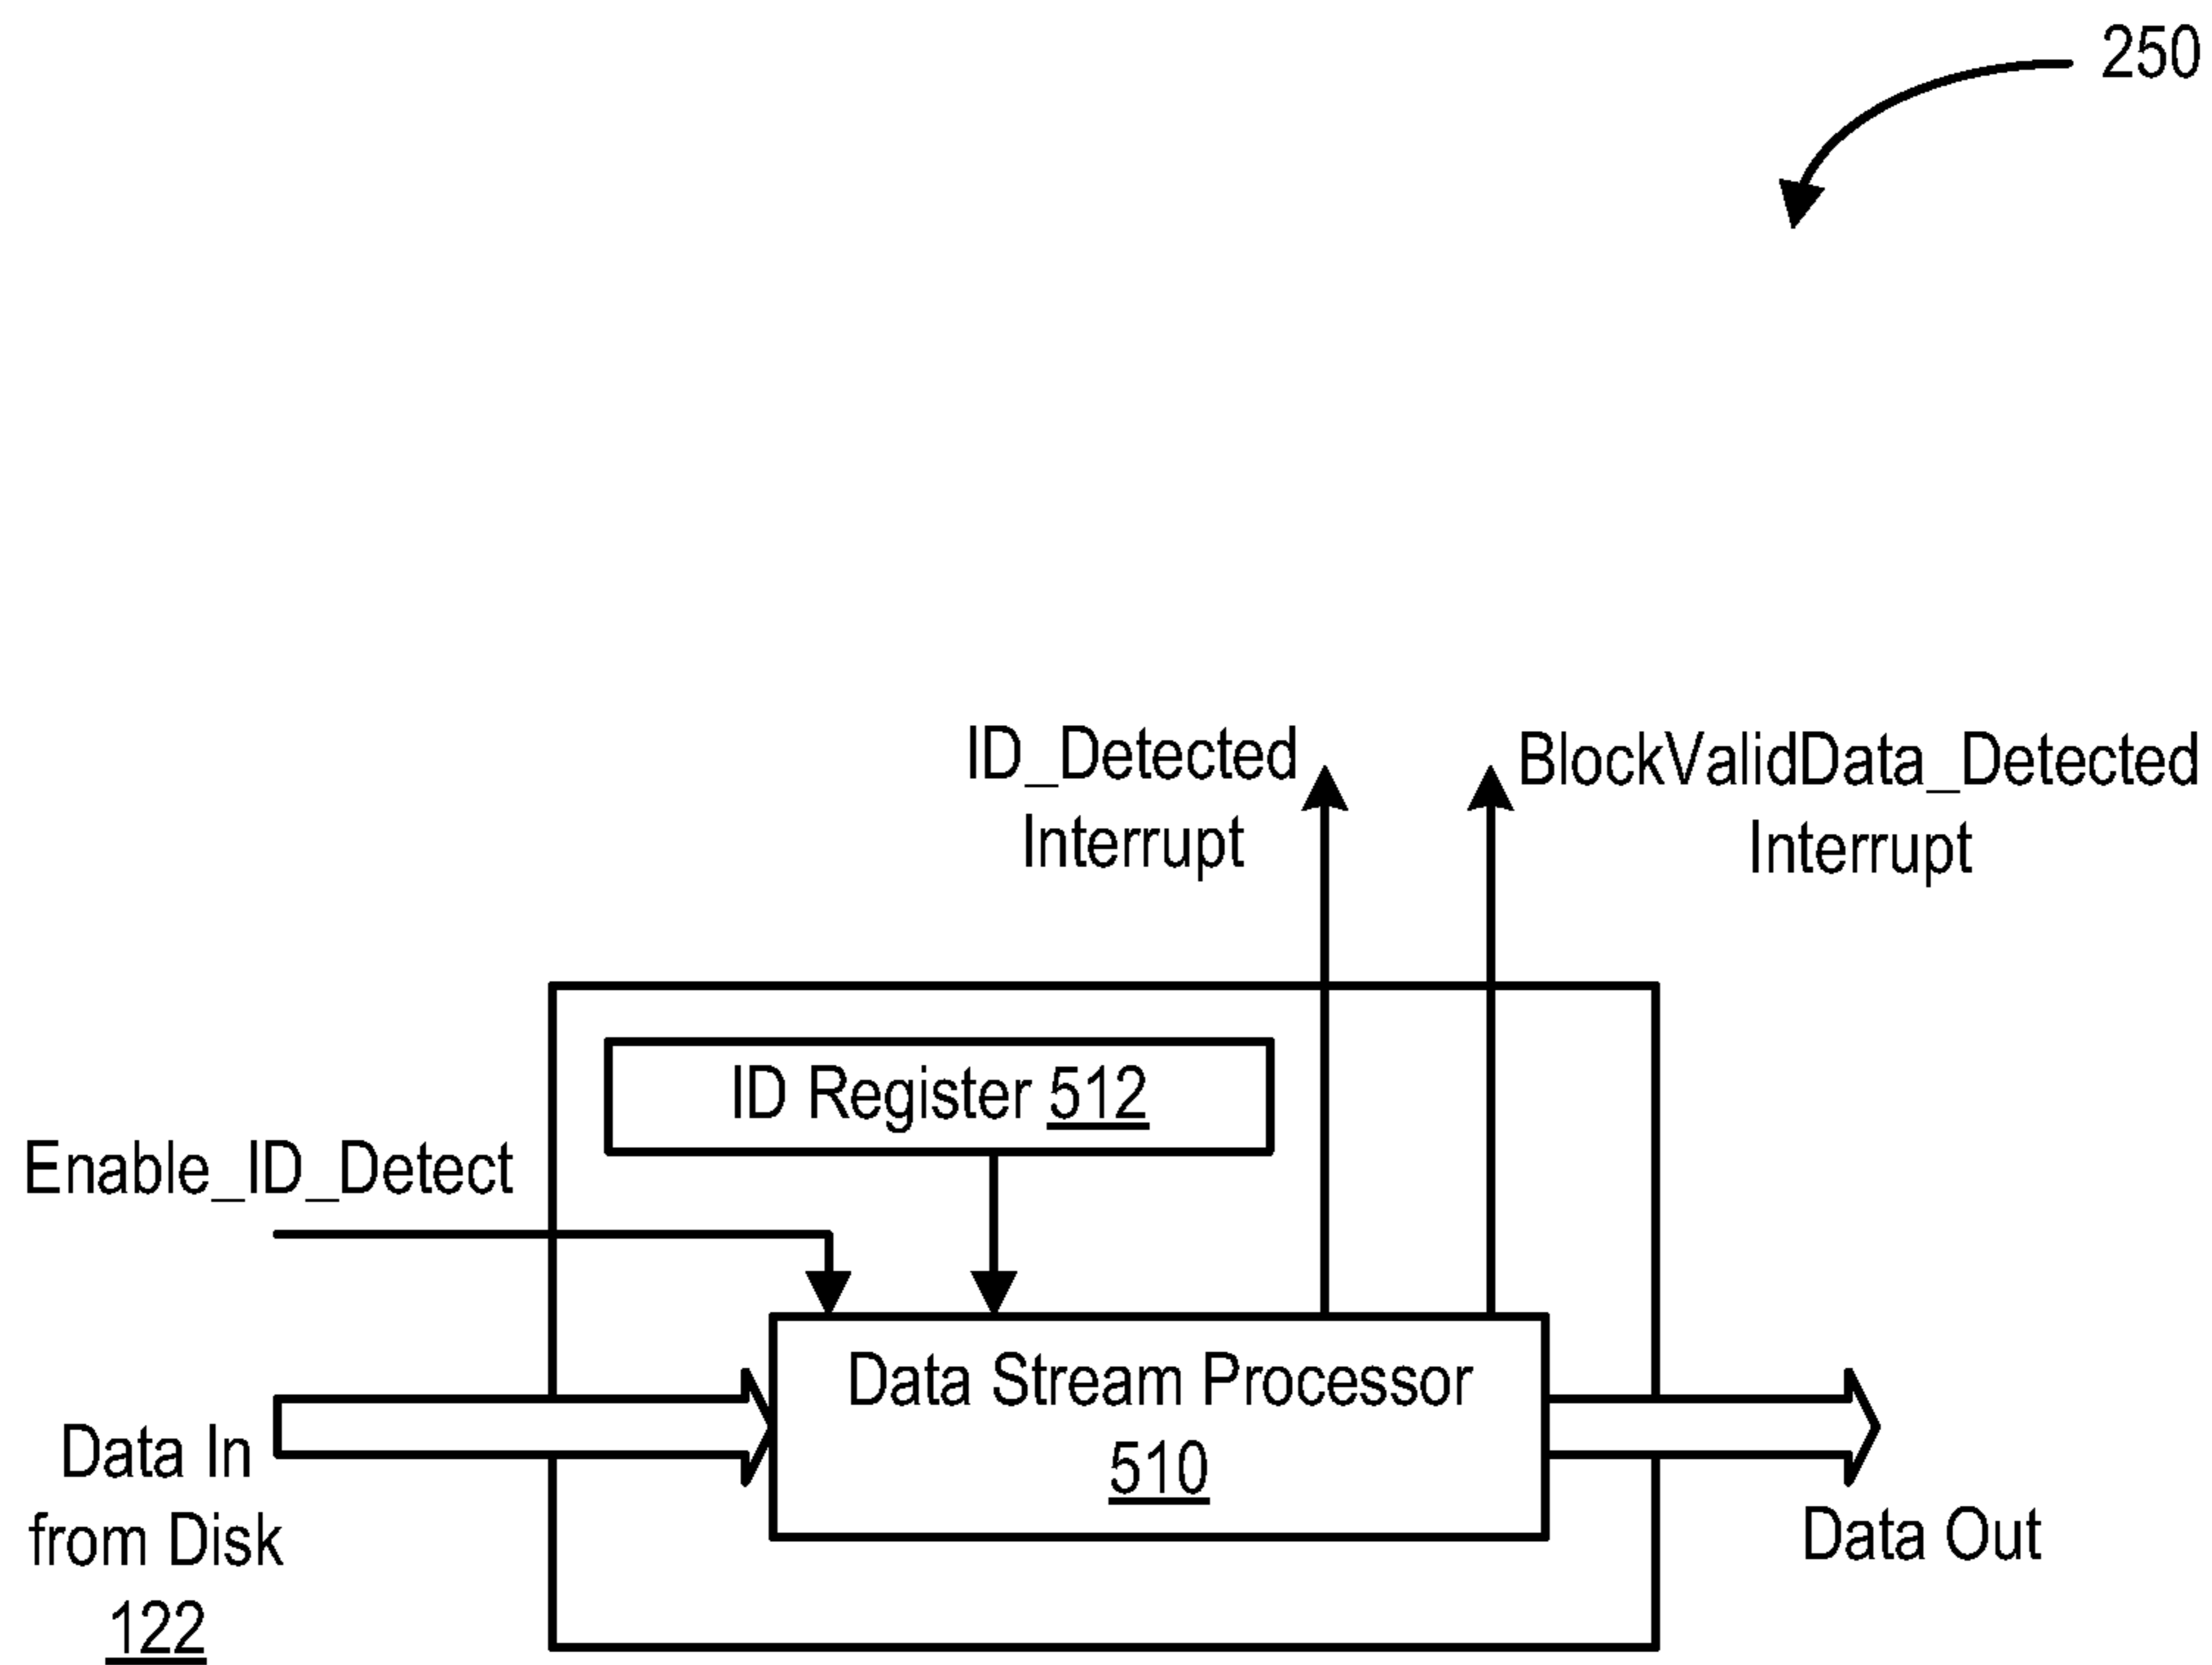 250
ID_Detected
Interrupt
BlockValidData_Detected
Interrupt
ID Register 512
Enable_ID_Detect
Data Stream Processor
510
Data In
from Disk
122
Data Out